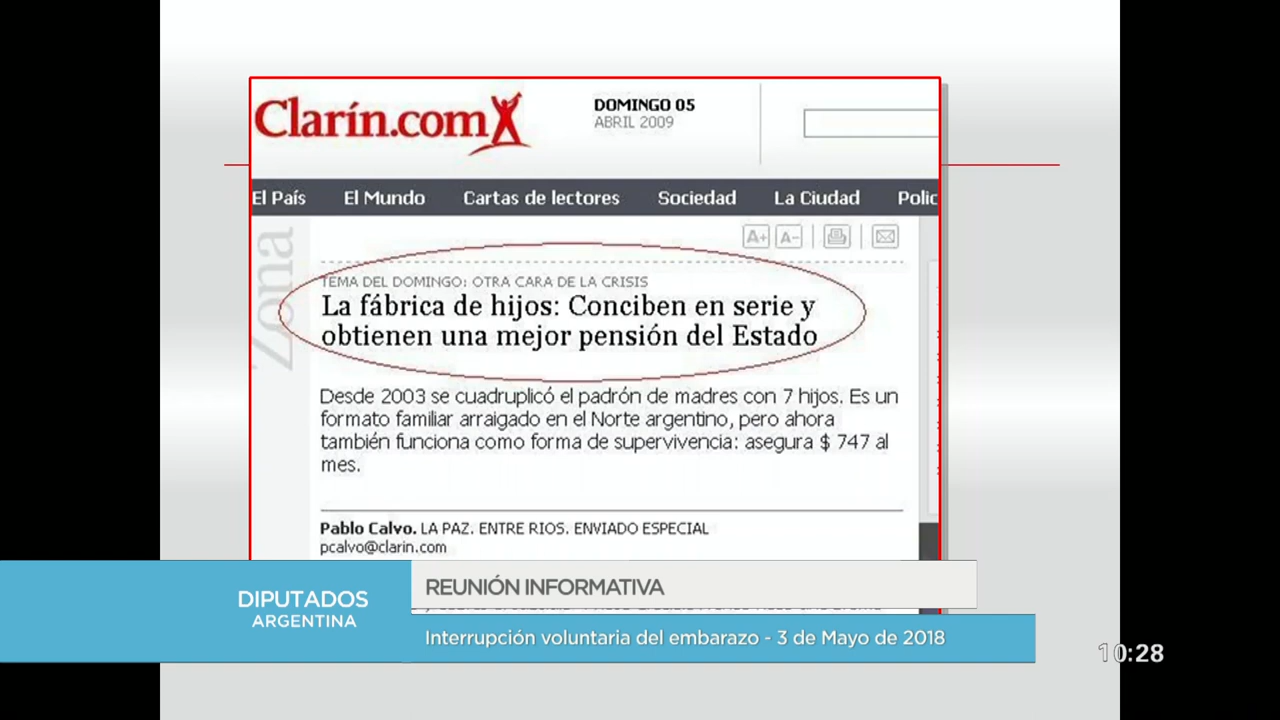 Clarín.com
DOMINGO 05
ABRIL 2009
El País El Mundo Cartas de lectores Sociedad La Ciudad Polic
Zona
A+ A-
TEMA DEL DOMINGO: OTRA CARA DE LA CRISIS
La fábrica de hijos: Conciben en serie y
obtienen una mejor pensión del Estado
Desde 2003 se cuadruplicó el padrón de madres con 7 hijos. Es un
formato familiar arraigado en el Norte argentino, pero ahora
también funciona como forma de supervivencia: asegura $ 747 al
mes.
Pablo Calvo. LA PAZ. ENTRE RIOS. ENVIADO ESPECIAL
pcalvo@clarin.com
DIPUTADOS
ARGENTINA
REUNIÓN INFORMATIVA
Interrupción voluntaria del embarazo - 3 de Mayo de 2018
10:28